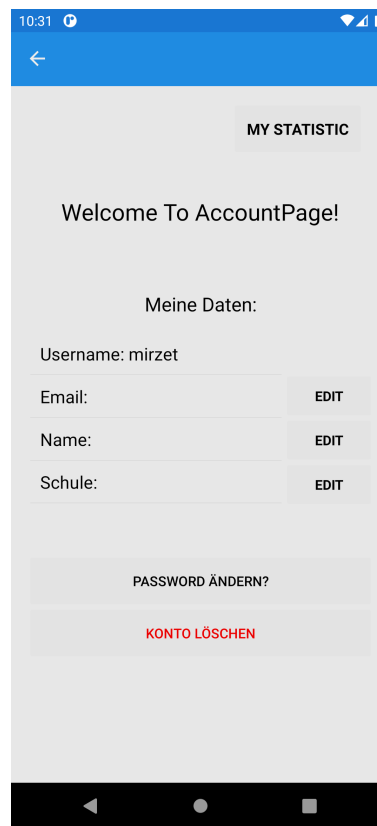 10:31
MY STATISTIC
Welcome To AccountPage!
Meine Daten:
Username: mirzet
Email:
EDIT
Name:
EDIT
Schule:
EDIT
PASSWORD ÄNDERN?
KONTO LÖSCHEN